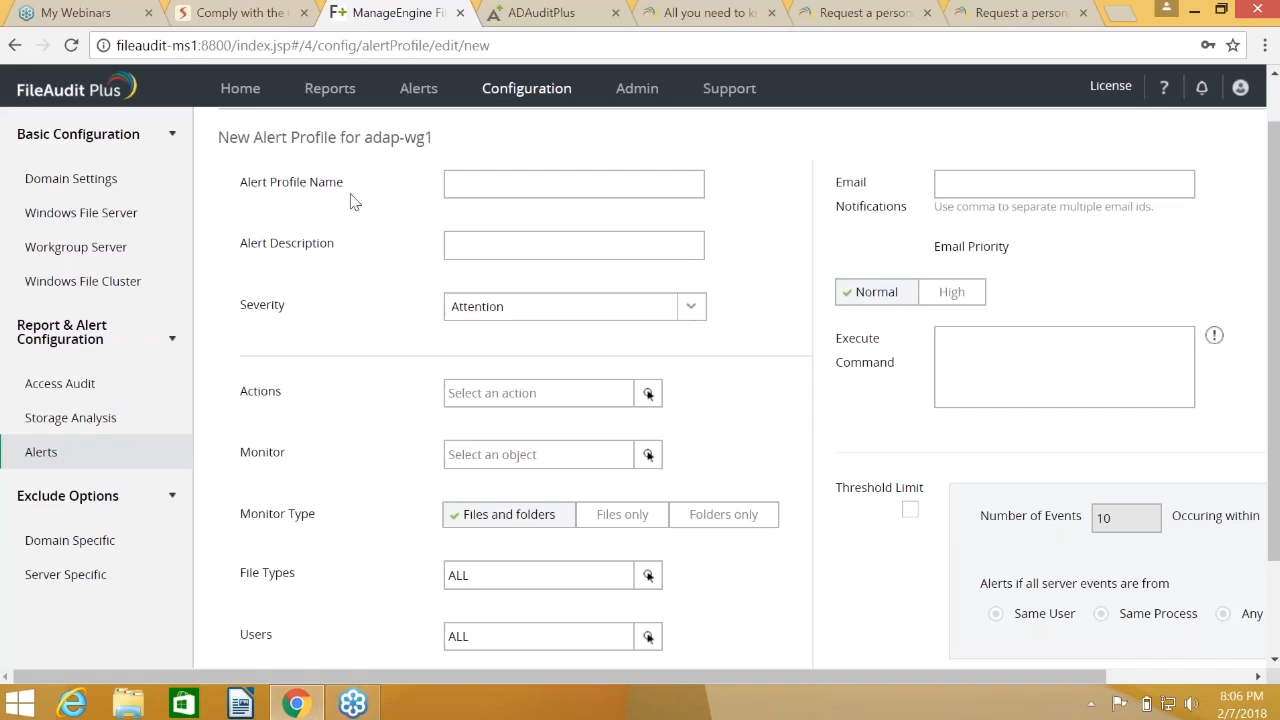 My Webinars
Comply with the
ManageEngine Fi
ADAuditPlus
All you need to k
Request a person
Request a person
fileaudit-ms1:8800/index.jsp#/4/config/alertProfile/edit/new
FileAudit Plus
Home
Reports
Alerts
Configuration
Admin
Support
License
?
Basic Configuration
Domain Settings
Windows File Server
Workgroup Server
Windows File Cluster
Report & Alert
Configuration
Access Audit
Storage Analysis
Alerts
Exclude Options
Domain Specific
Server Specific
New Alert Profile for adap-wg1
Alert Profile Name
Alert Description
Severity
Attention
Actions
Select an action
Monitor
Select an object
Monitor Type
Files and folders
Files only
Folders only
File Types
ALL
Users
ALL
Email
Notifications
Use comma to separate multiple email ids.
Email Priority
Normal
High
Execute
Command
Threshold Limit
Number of Events
10
Occuring within
Alerts if all server events are from
Same User
Same Process
Any
8:06 PM
2/7/2018